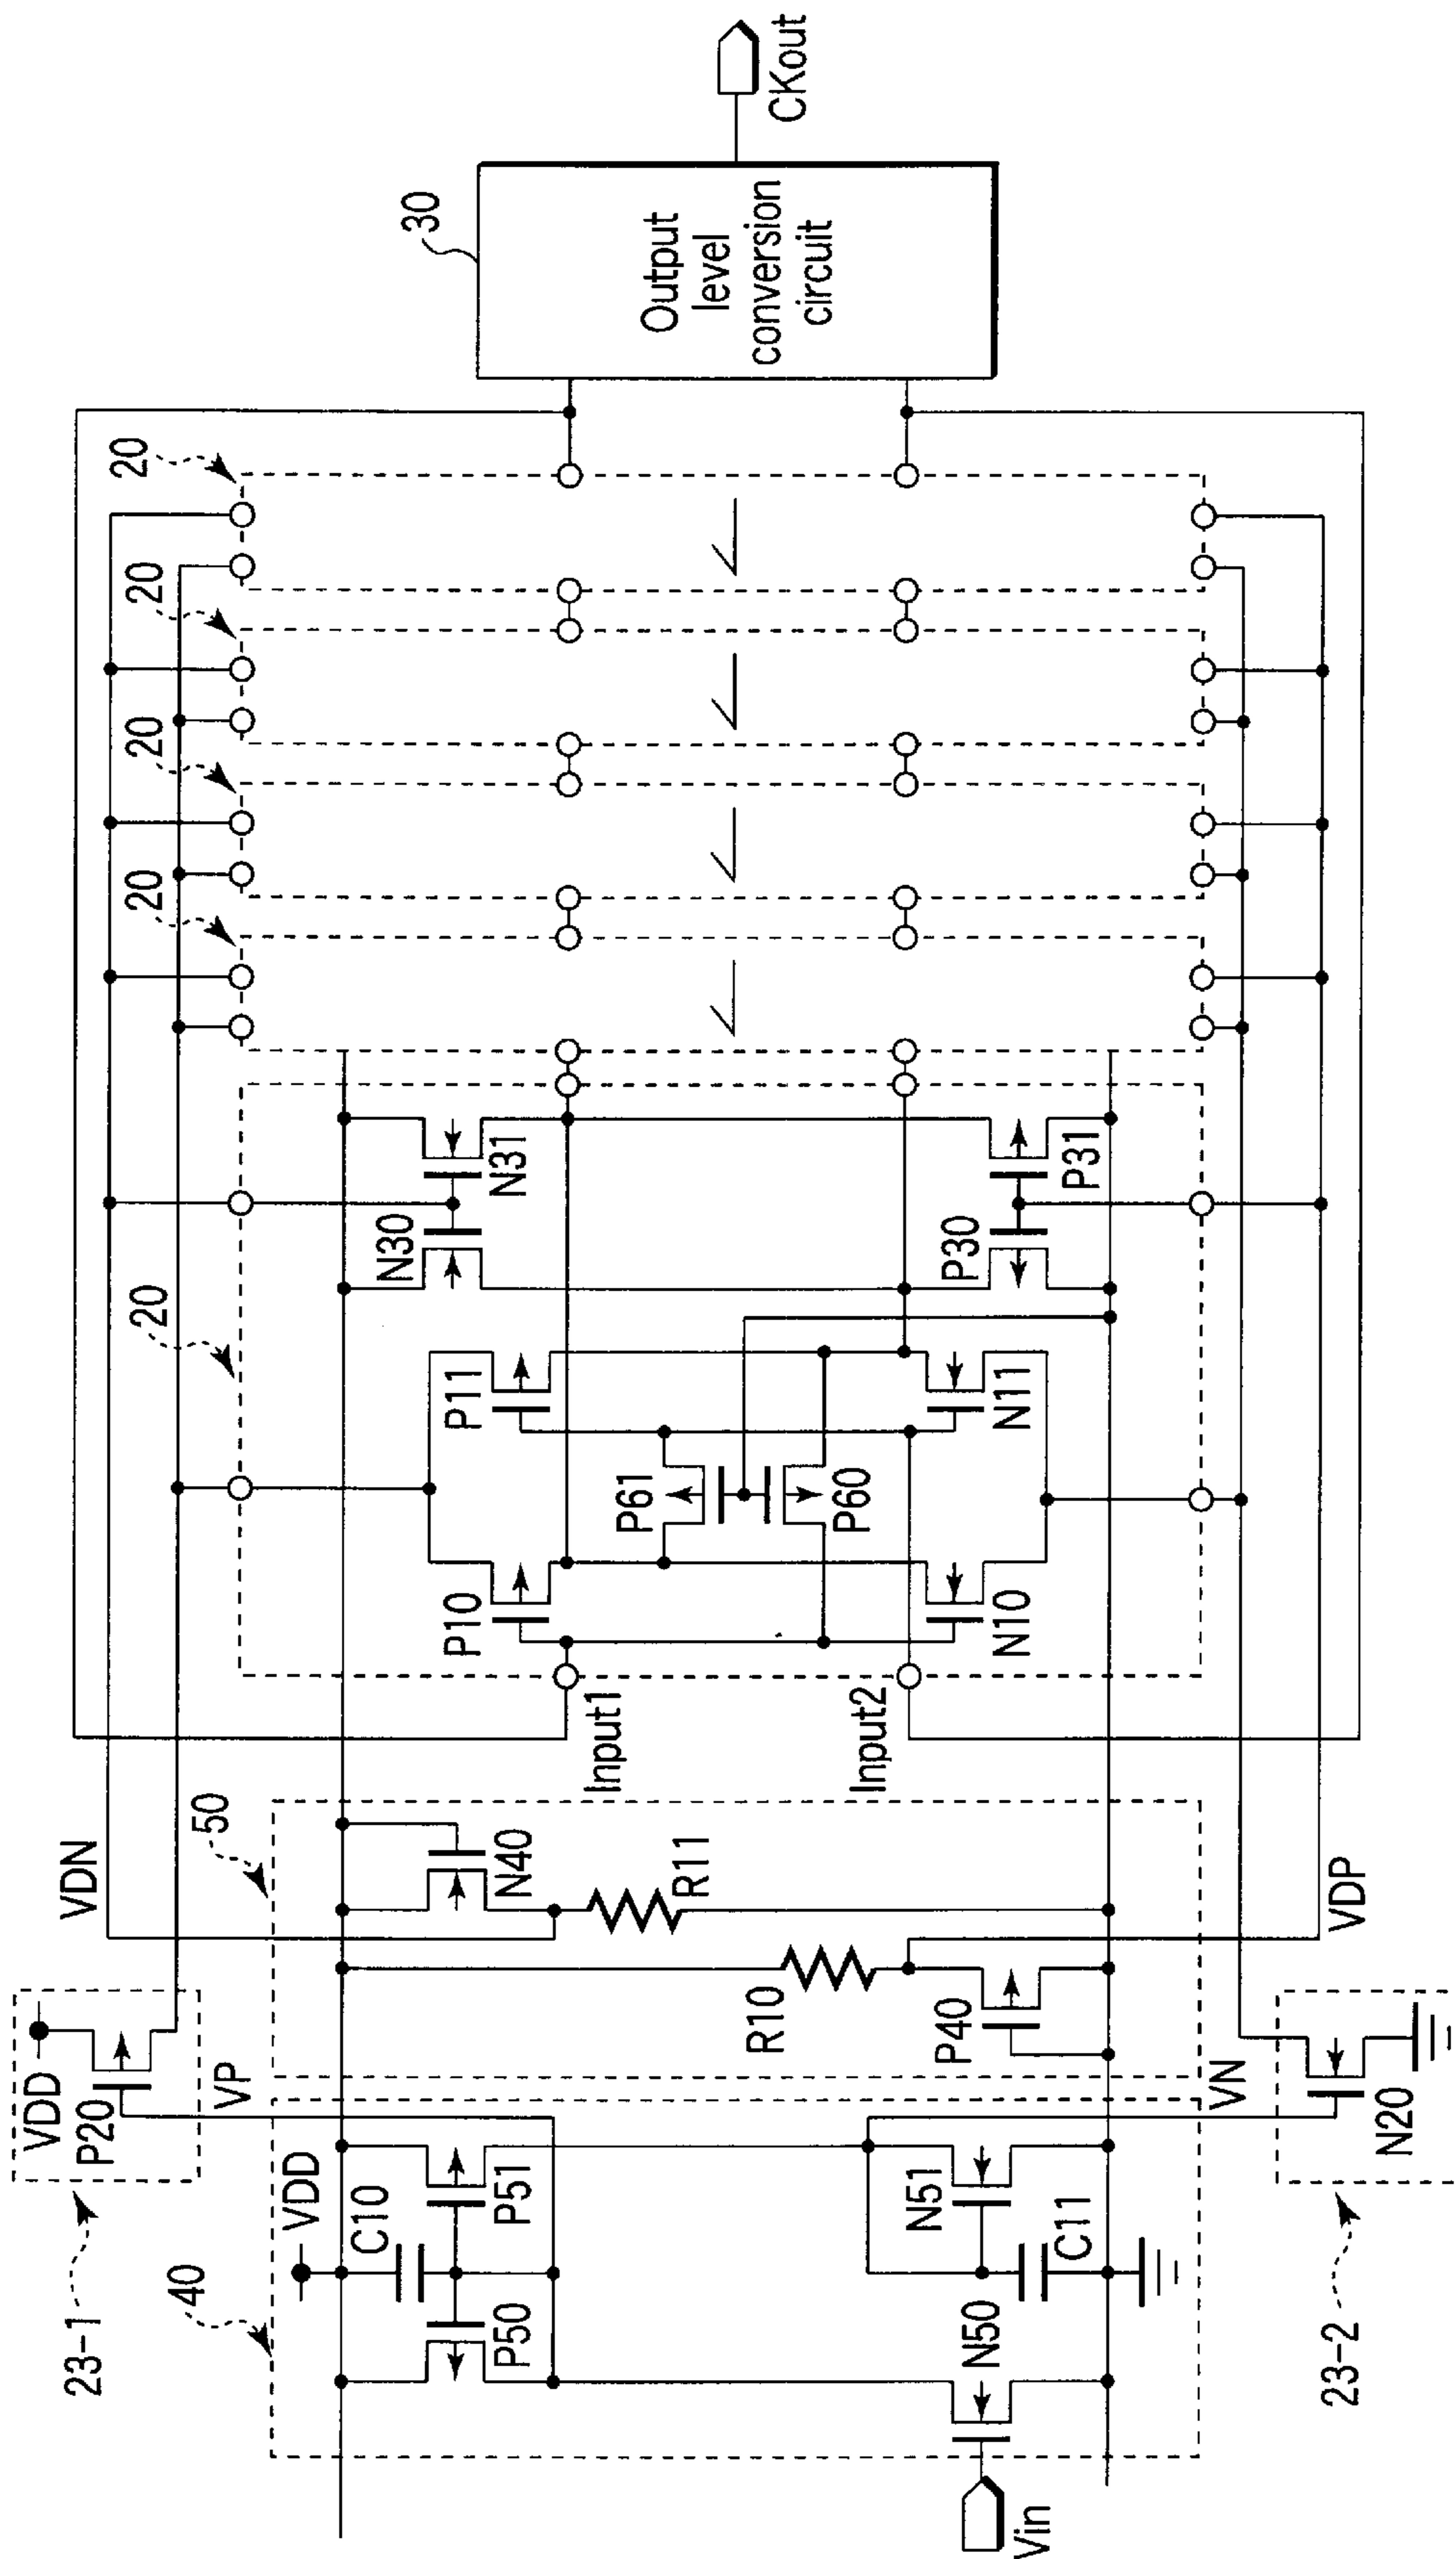 23-1
VDD
P20
VP
VDN
40
VDD
C10
P50
P51
50
N40
R11
R10
P40
N51
C11
N50
Vin
VN
VDP
N20
23-2
Input1
Input2
20
P10
P11
P61
P60
N10
N11
N30
N31
P30
P31
20
20
20
20
30
Output
level
conversion
circuit
CKout